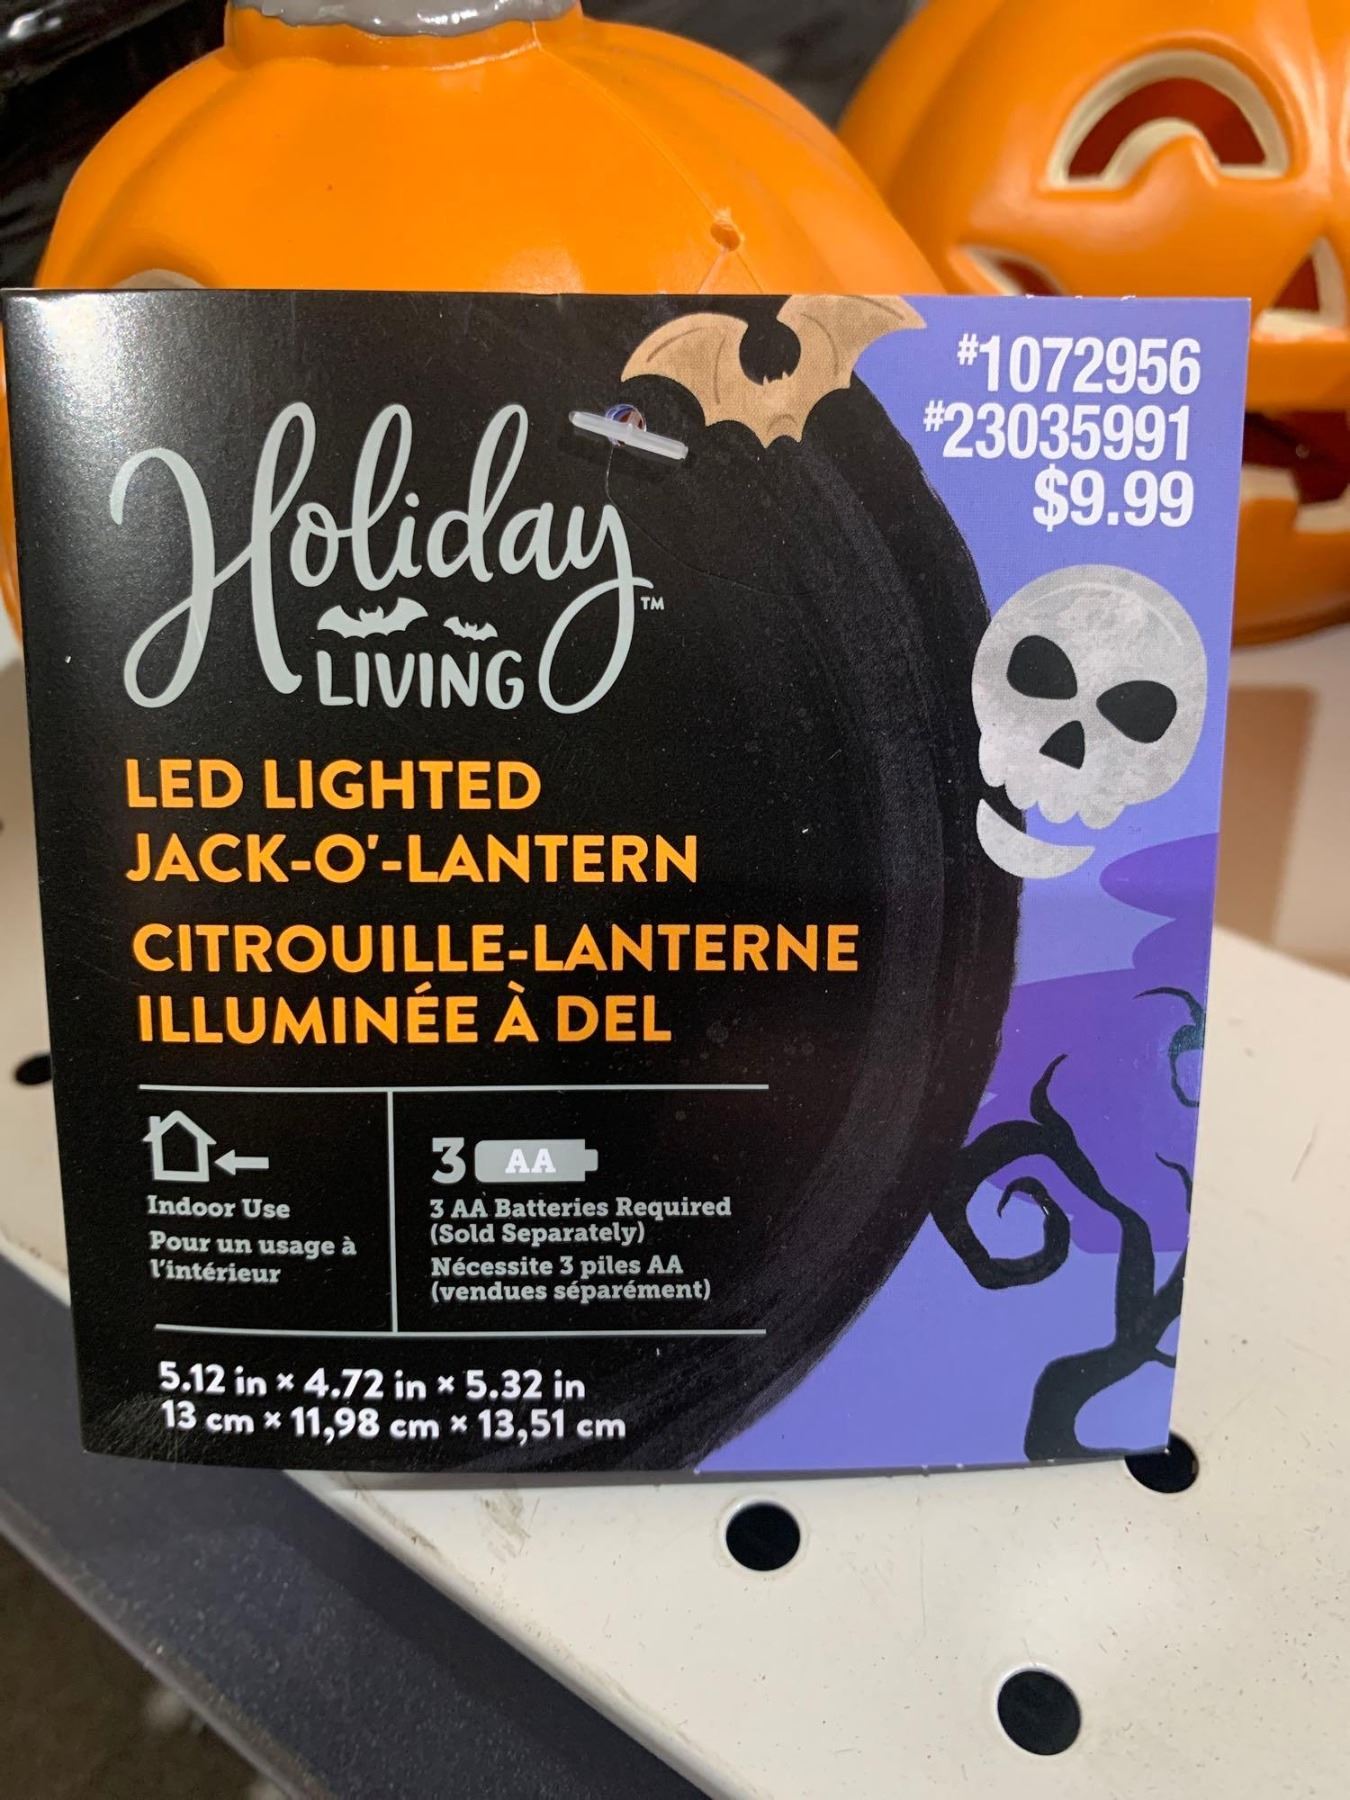 #1072956
#23035991
$9.99
Holiday
LIVING™
LED LIGHTED
JACK-O'-LANTERN
CITROUILLE-LANTERNE
ILLUMINÉE À DEL
Indoor Use
Pour un usage à
l'intérieur
3 AA
3 AA Batteries Required
(Sold Separately)
Nécessite 3 piles AA
(vendues séparément)
5.12 in × 4.72 in × 5.32 in
13 cm × 11,98 cm × 13,51 cm